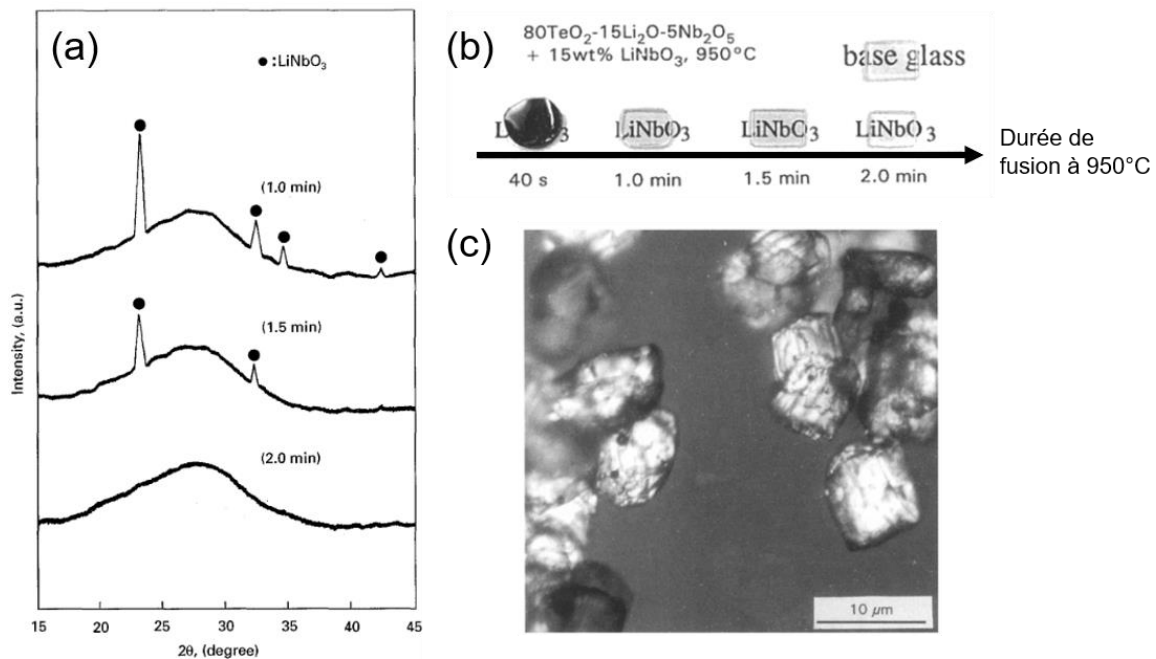 (a)
●:LiNbO₃
(1.0 min)
(1.5 min)
(2.0 min)
Intensity, (a.u.)
15 20 25 30 35 40 45
2θ, (degree)
(b)
80TeO₂-15Li₂O-5Nb₂O₅
+ 15wt% LiNbO₃, 950°C
base glass
LiNbO₃ LiNbO₃ LiNbO₃
40 s 1.0 min 1.5 min 2.0 min
Durée de
fusion à 950°C
(c)
10 μm